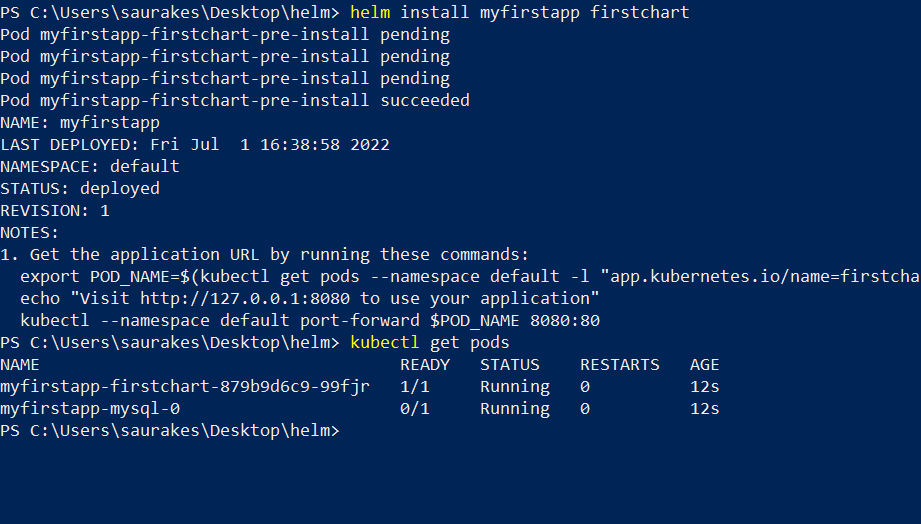 PS C:\Users\saurakes\Desktop\helm> helm install myfirstapp firstchart
Pod myfirstapp-firstchart-pre-install pending
Pod myfirstapp-firstchart-pre-install pending
Pod myfirstapp-firstchart-pre-install pending
Pod myfirstapp-firstchart-pre-install succeeded
NAME: myfirstapp
LAST DEPLOYED: Fri Jul  1 16:38:58 2022
NAMESPACE: default
STATUS: deployed
REVISION: 1
NOTES:
1. Get the application URL by running these commands:
  export POD_NAME=$(kubectl get pods --namespace default -l "app.kubernetes.io/name=firstcha
  echo "Visit http://127.0.0.1:8080 to use your application"
  kubectl --namespace default port-forward $POD_NAME 8080:80
PS C:\Users\saurakes\Desktop\helm> kubectl get pods
NAME                                    READY   STATUS    RESTARTS   AGE
myfirstapp-firstchart-879b9d6c9-99fjr   1/1     Running   0          12s
myfirstapp-mysql-0                      0/1     Running   0          12s
PS C:\Users\saurakes\Desktop\helm>